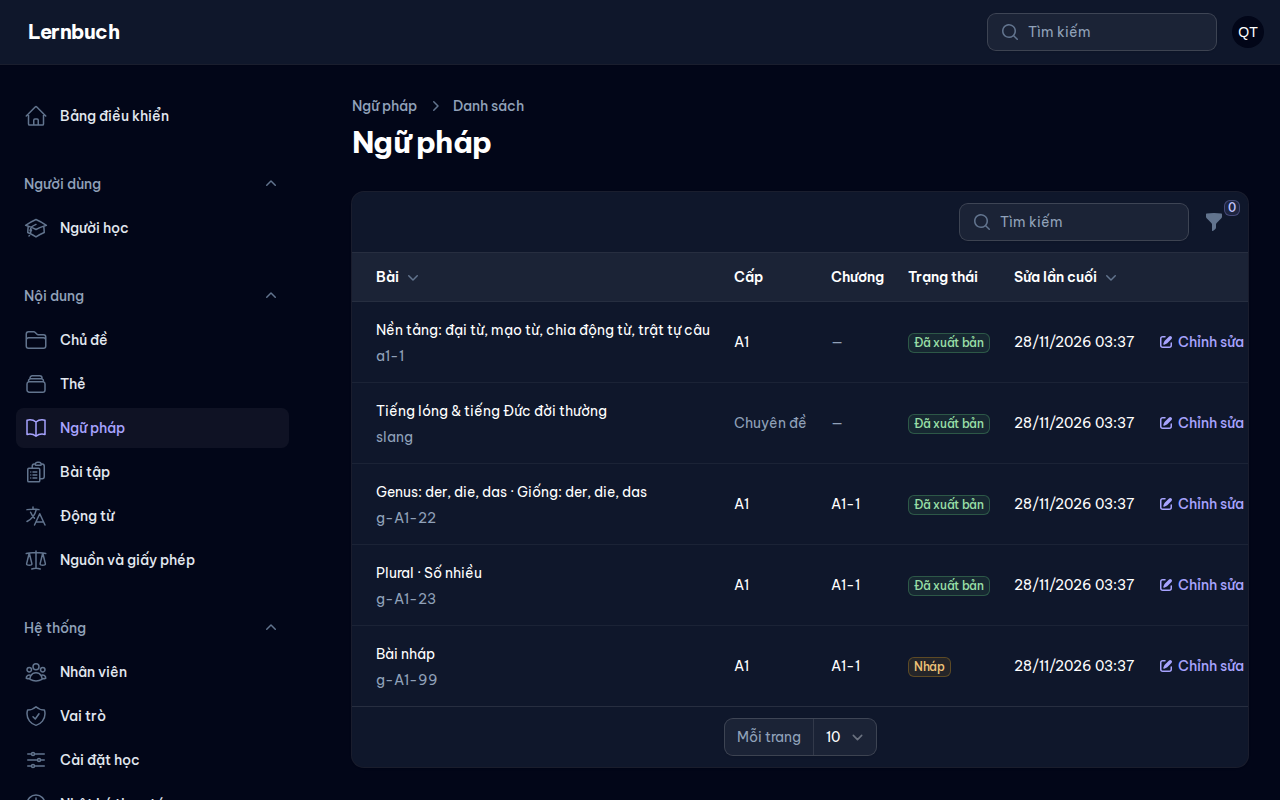 Lernbuch
Tìm kiếm
QT
Bảng điều khiển
Người dùng
Người học
Nội dung
Chủ đề
Thẻ
Ngữ pháp
Bài tập
Động từ
Nguồn và giấy phép
Hệ thống
Nhân viên
Vai trò
Cài đặt học
Ngữ pháp
Danh sách
Ngữ pháp
Tìm kiếm
0
Bài Cấp Chương Trạng thái Sửa lần cuối
Nền tảng: đại từ, mạo từ, chia động từ, trật tự câu
a1-1
A1 — Đã xuất bản 28/11/2026 03:37 Chỉnh sửa
Tiếng lóng & tiếng Đức đời thường
slang
Chuyên đề — Đã xuất bản 28/11/2026 03:37 Chỉnh sửa
Genus: der, die, das · Giống: der, die, das
g-A1-22
A1 A1-1 Đã xuất bản 28/11/2026 03:37 Chỉnh sửa
Plural · Số nhiều
g-A1-23
A1 A1-1 Đã xuất bản 28/11/2026 03:37 Chỉnh sửa
Bài nháp
g-A1-99
A1 A1-1 Nháp 28/11/2026 03:37 Chỉnh sửa
Mỗi trang 10